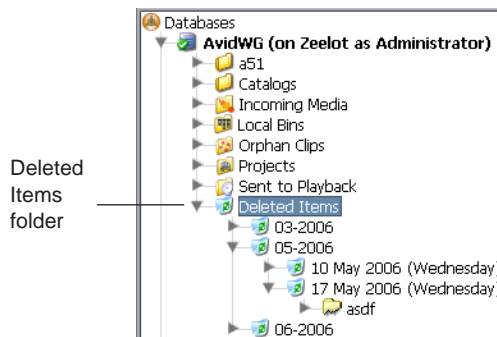 Databases
AvidWG (on Zeelot as Administrator)
a51
Catalogs
Incoming Media
Local Bins
Orphan Clips
Projects
Sent to Playback
Deleted Items folder
Deleted Items
03-2006
05-2006
10 May 2006 (Wednesday)
17 May 2006 (Wednesday)
asdf
06-2006